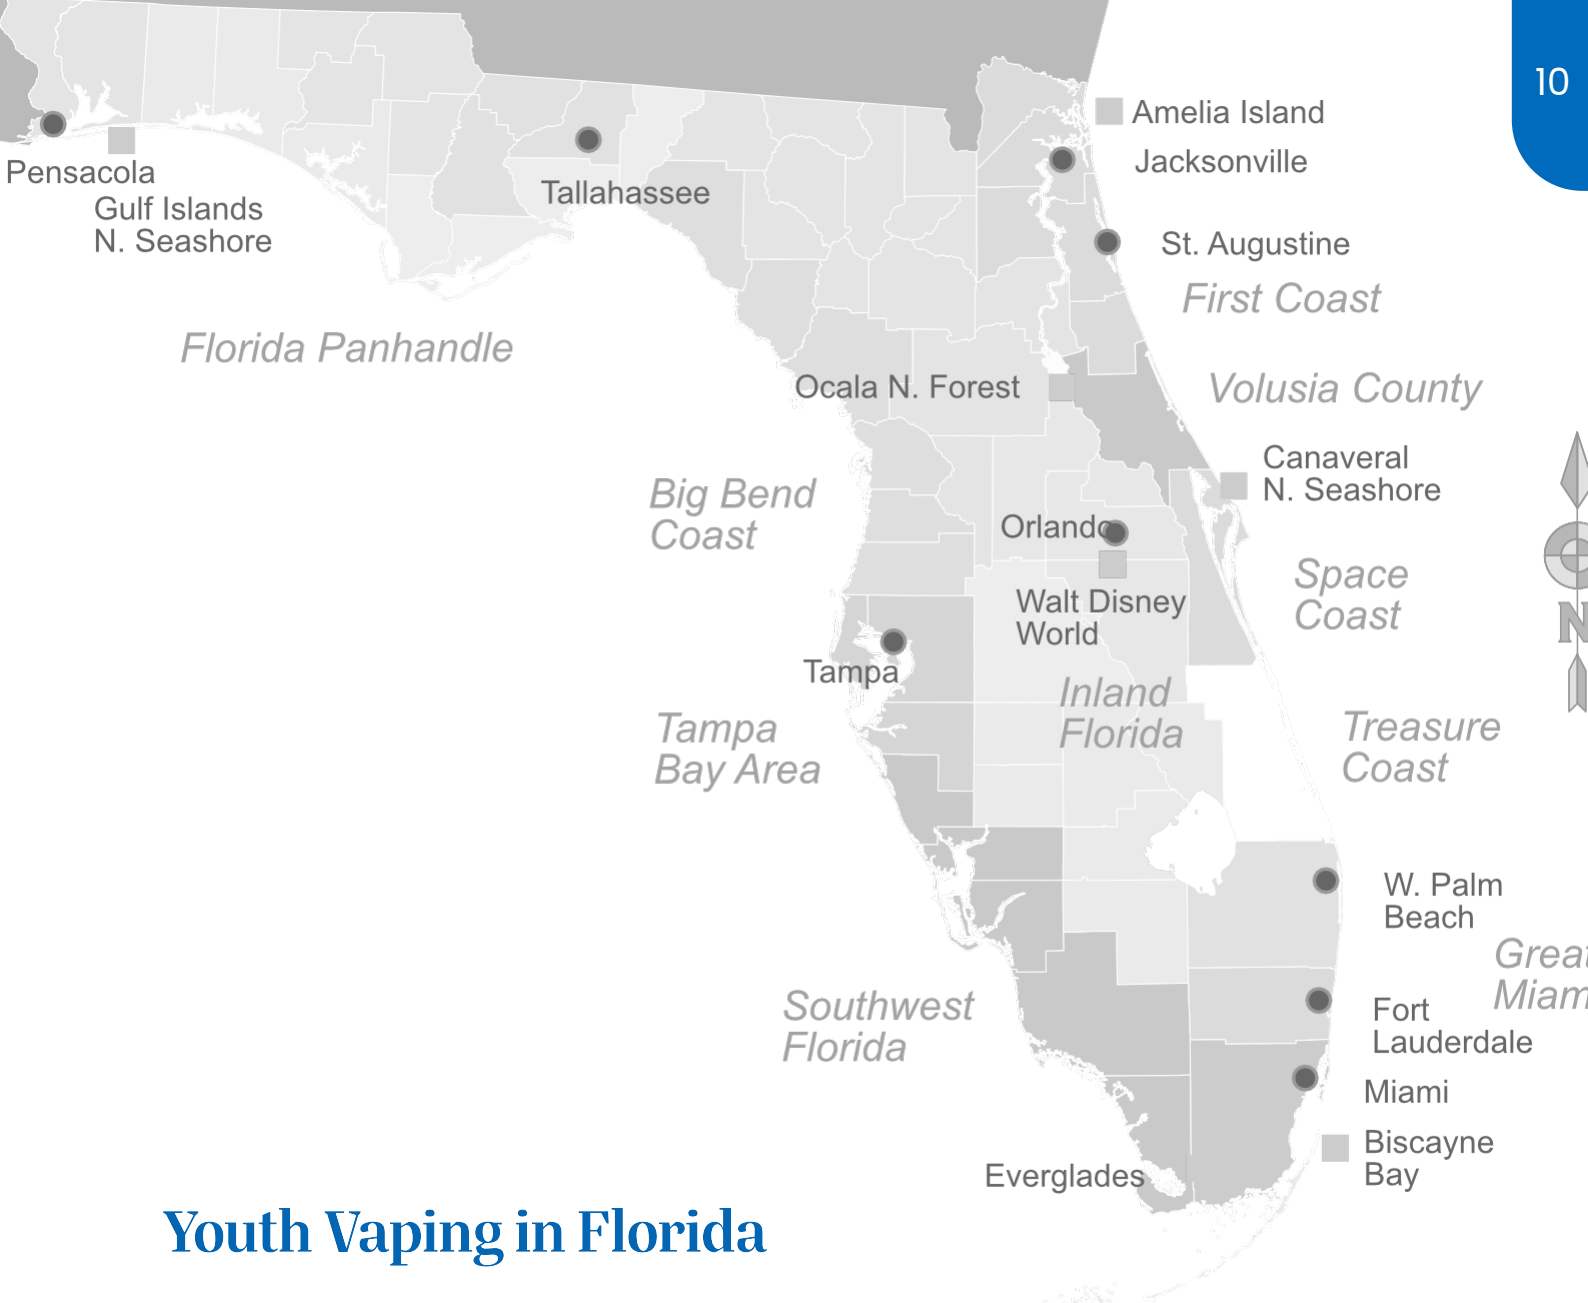 10
Amelia Island
Jacksonville
Pensacola
Gulf Islands
N. Seashore
Tallahassee
St. Augustine
First Coast
Florida Panhandle
Ocala N. Forest
Volusia County
Canaveral
N. Seashore
Big Bend
Coast
Orlando
Space
Coast
Walt Disney
World
N
Tampa
Inland
Florida
Tampa
Bay Area
Treasure
Coast
W. Palm
Beach
Southwest
Florida
Fort
Lauderdale
Miami
Biscayne
Bay
Everglades
Youth Vaping in Florida